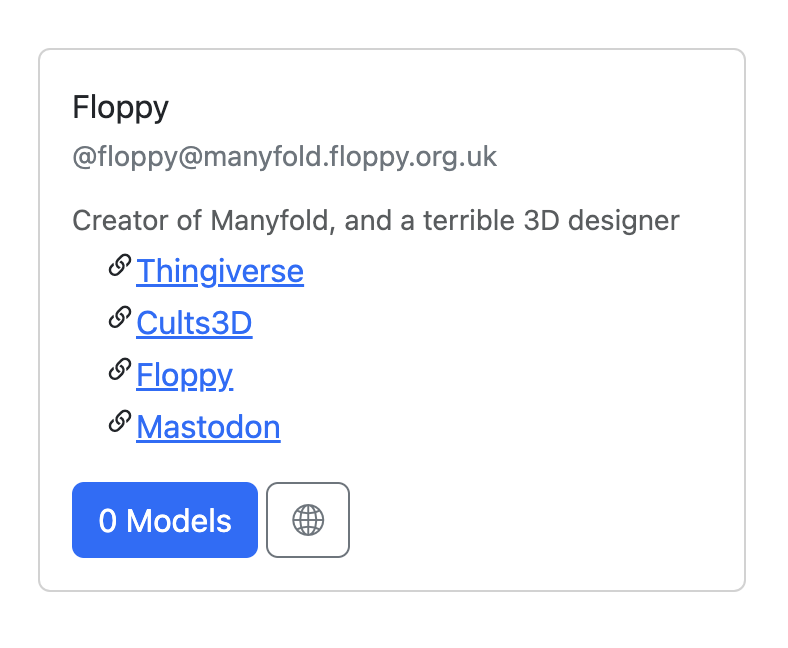 Floppy
@floppy@manyfold.floppy.org.uk
Creator of Manyfold, and a terrible 3D designer
Thingiverse
Cults3D
Floppy
Mastodon
0 Models